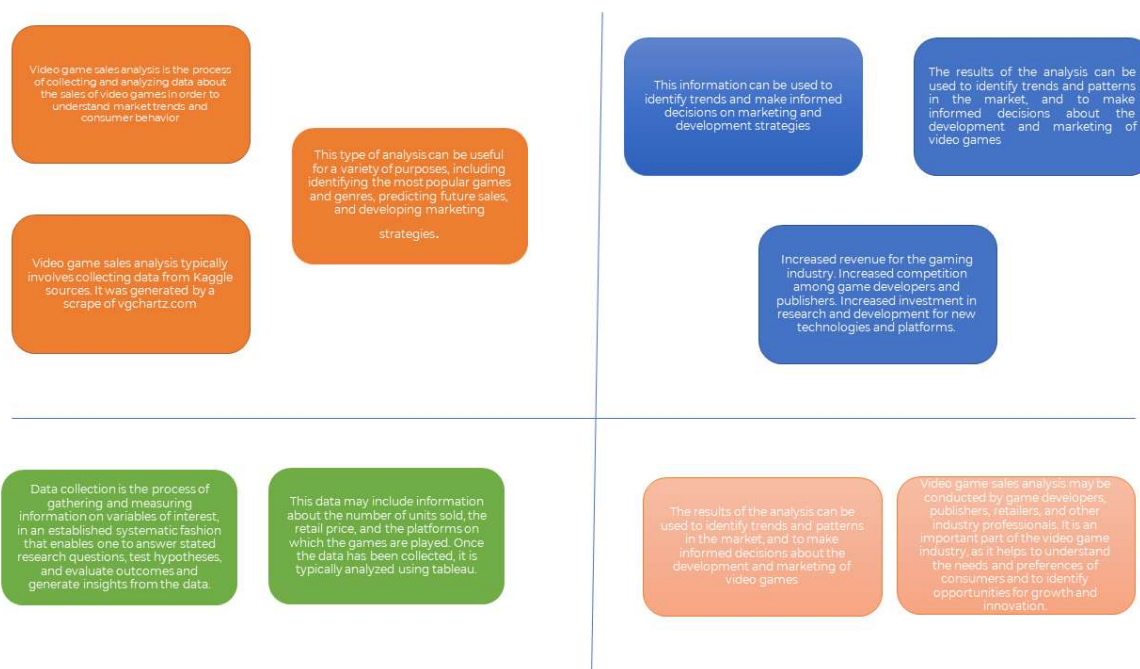 Video game sales analysis is the process
of collecting and analyzing data about
the sales of video games in order to
understand market trends and
consumer behavior
This type of analysis can be useful
for a variety of purposes, including
identifying the most popular games
and genres, predicting future sales,
and developing marketing
strategies.
Video game sales analysis typically
involves collecting data from Kaggle
sources. It was generated by a
scrape of vgchartz.com
This information can be used to
identify trends and make informed
decisions on marketing and
development strategies
The results of the analysis can be
used to identify trends and patterns
in the market, and to make
informed decisions about the
development and marketing of
video games
Increased revenue for the gaming
industry. Increased competition
among game developers and
publishers. Increased investment in
research and development for new
technologies and platforms.
Data collection is the process of
gathering and measuring
information on variables of interest,
in an established systematic fashion
that enables one to answer stated
research questions, test hypotheses,
and evaluate outcomes and
generate insights from the data.
This data may include information
about the number of units sold, the
retail price, and the platforms on
which the games are played. Once
the data has been collected, it is
typically analyzed using tableau.
The results of the analysis can be
used to identify trends and patterns
in the market, and to make
informed decisions about the
development and marketing of
video games
Video game sales analysis may be
conducted by game developers,
publishers, retailers, and other
industry professionals. It is an
important part of the video game
industry, as it helps to understand
the needs and preferences of
consumers and to identify
opportunities for growth and
innovation.